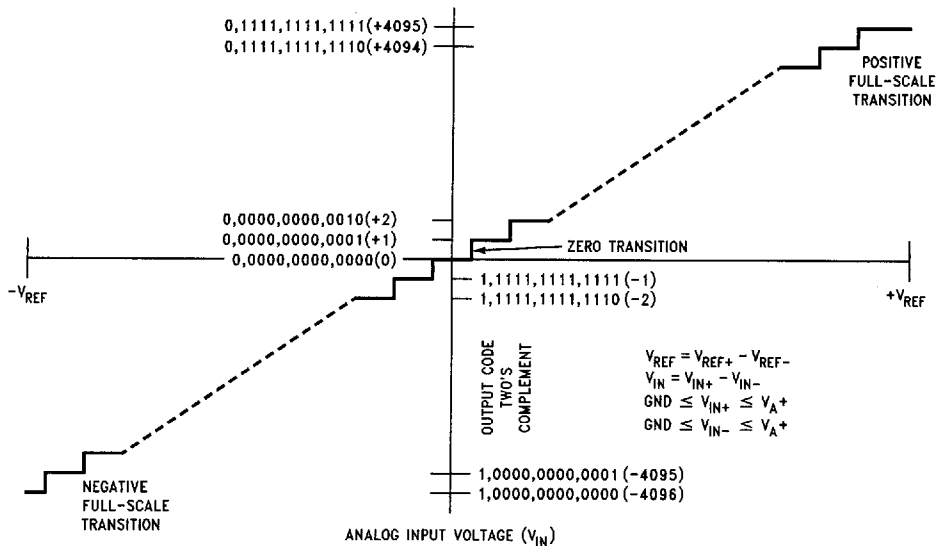 0,1111,1111,1111(+4095)
0,1111,1111,1110(+4094)
POSITIVE
FULL-SCALE
TRANSITION
0,0000,0000,0010(+2)
0,0000,0000,0001(+1)
0,0000,0000,0000(0)
ZERO TRANSITION
-VREF
+VREF
1,1111,1111,1111(-1)
1,1111,1111,1110(-2)
OUTPUT CODE
TWO'S
COMPLEMENT
VREF = VREF+ - VREF-
VIN = VIN+ - VIN-
GND ≤ VIN+ ≤ VA+
GND ≤ VIN- ≤ VA+
1,0000,0000,0001(-4095)
1,0000,0000,0000(-4096)
NEGATIVE
FULL-SCALE
TRANSITION
ANALOG INPUT VOLTAGE (VIN)